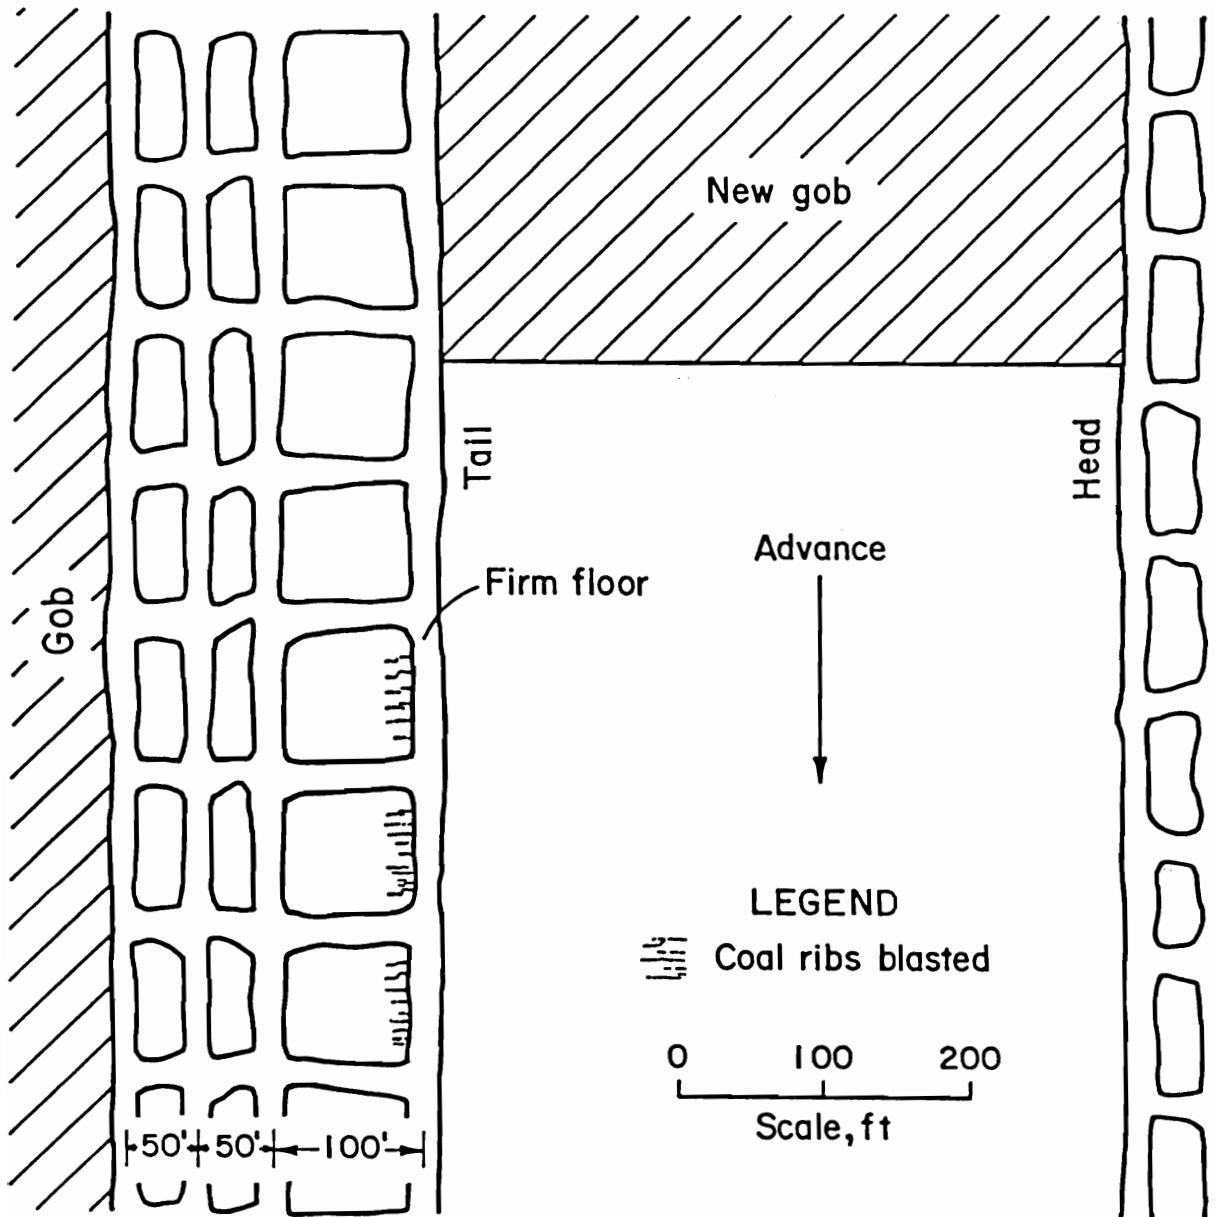 New gob
Tail
Head
Advance
Firm floor
Gob
LEGEND
Coal ribs blasted
0 100 200
Scale, ft
50' 50' 100'